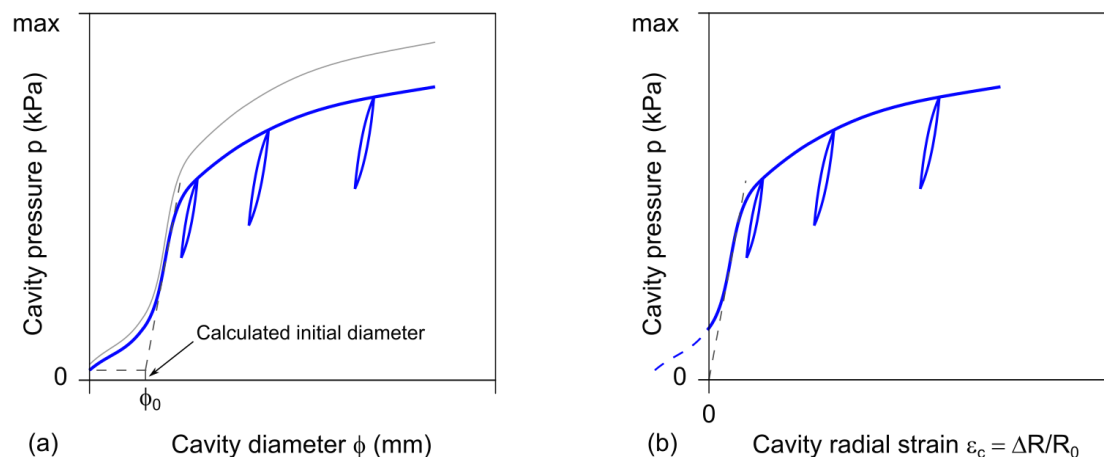 max
Cavity pressure p (kPa)
0
Calculated initial diameter
ϕ₀
(a)
Cavity diameter ϕ (mm)
max
Cavity pressure p (kPa)
0
0
(b)
Cavity radial strain ε_c = ΔR/R₀